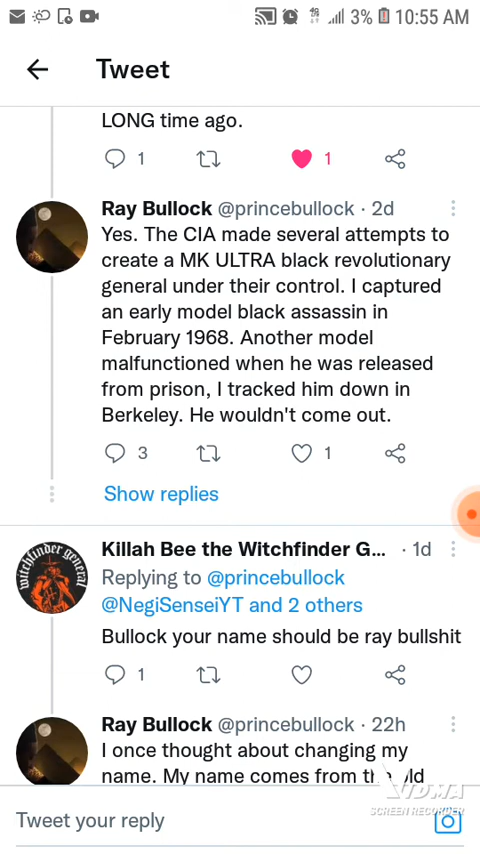 3% 10:55 AM
Tweet
LONG time ago.
1 1
Ray Bullock @princebullock · 2d
Yes. The CIA made several attempts to
create a MK ULTRA black revolutionary
general under their control. I captured
an early model black assassin in
February 1968. Another model
malfunctioned when he was released
from prison, I tracked him down in
Berkeley. He wouldn't come out.
3 1
Show replies
witchfinder general
Killah Bee the Witchfinder G... · 1d
Replying to @princebullock
@NegiSenseiYT and 2 others
Bullock your name should be ray bullshit
1
Ray Bullock @princebullock · 22h
I once thought about changing my
name. My name comes from the old
VIDMA
SCREEN RECORDER
Tweet your reply